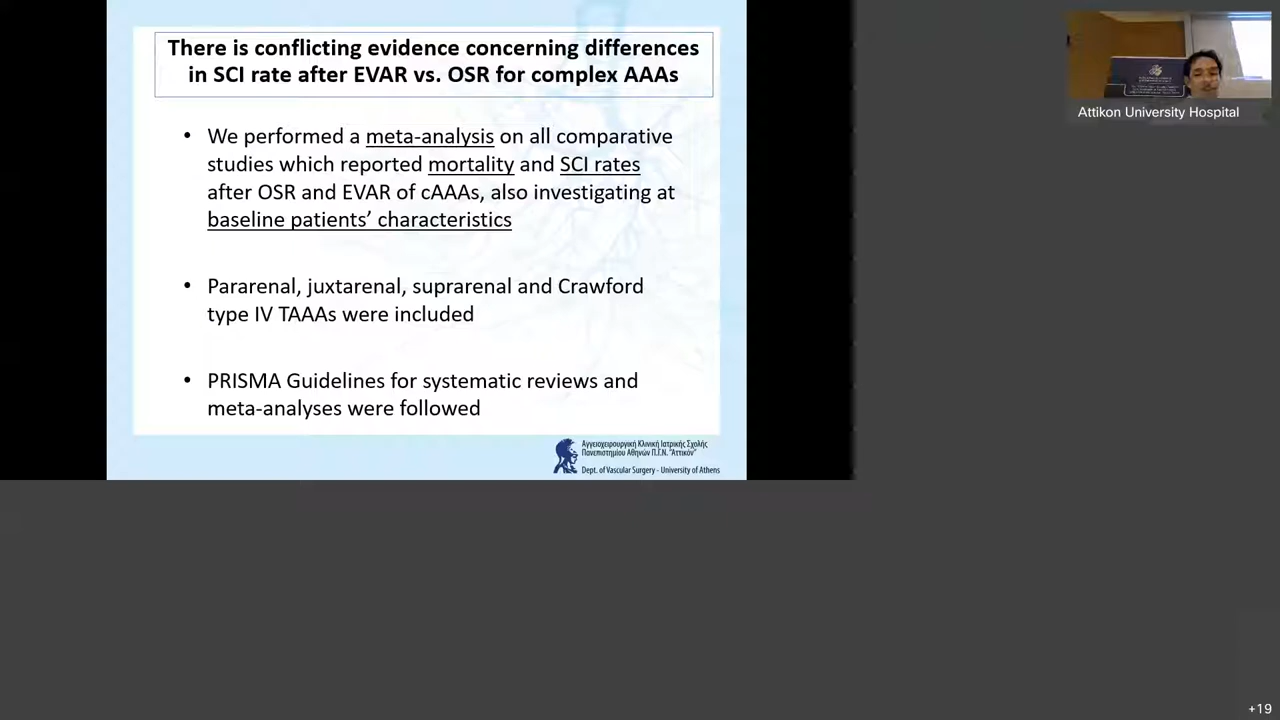 There is conflicting evidence concerning differences
in SCI rate after EVAR vs. OSR for complex AAAs
• We performed a meta-analysis on all comparative
studies which reported mortality and SCI rates
after OSR and EVAR of cAAAs, also investigating at
baseline patients’ characteristics
• Pararenal, juxtarenal, suprarenal and Crawford
type IV TAAAs were included
• PRISMA Guidelines for systematic reviews and
meta-analyses were followed
Αγγειοχειρουργική Κλινική Ιατρικής Σχολής
Πανεπιστημίου Αθηνών Π.Γ.Ν. "Αττικόν"
Dept. of Vascular Surgery - University of Athens
Attikon University Hospital
+19